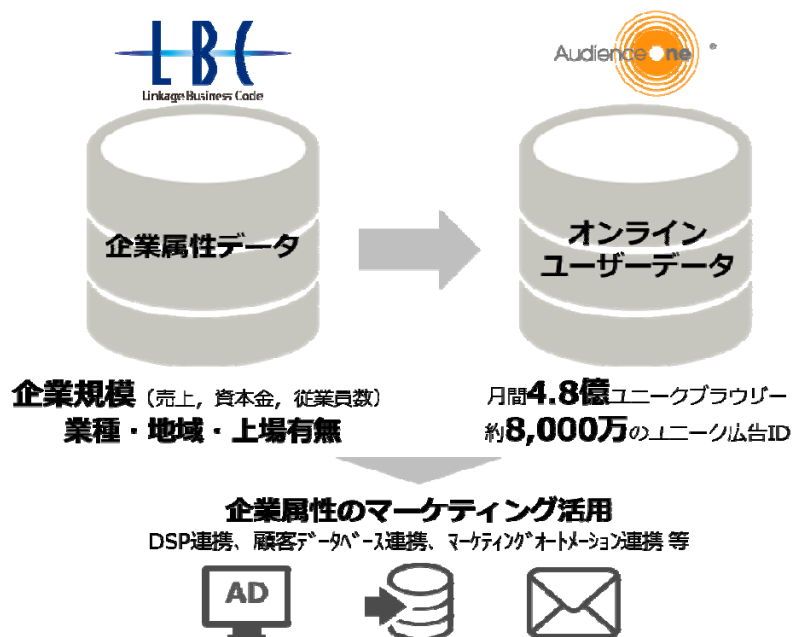 LBC
Linkage Business Code
AudienceOne®
企業属性データ
オンライン
ユーザーデータ
企業規模（売上，資本金，従業員数）
業種・地域・上場有無
月間4.8億ユニークブラウザー
約8,000万のユニーク広告ID
企業属性のマーケティング活用
DSP連携、顧客ﾃﾞｰﾀﾍﾞｰｽ連携、ﾏｰｹﾃｨﾝｸﾞｵｰﾄﾒｰｼｮﾝ連携 等
AD